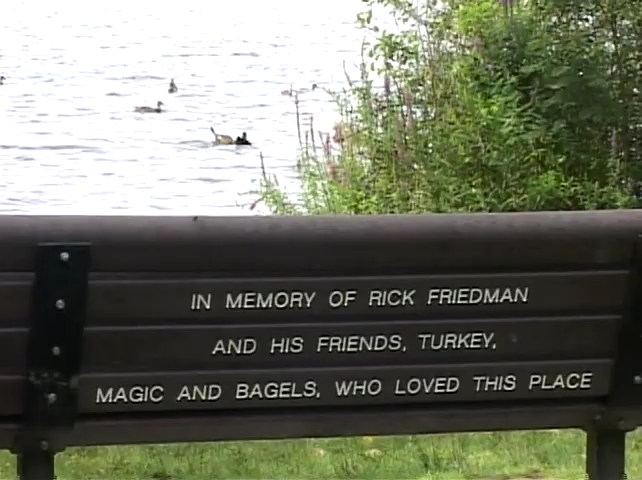 IN MEMORY OF RICK FRIEDMAN
AND HIS FRIENDS, TURKEY,
MAGIC AND BAGELS, WHO LOVED THIS PLACE